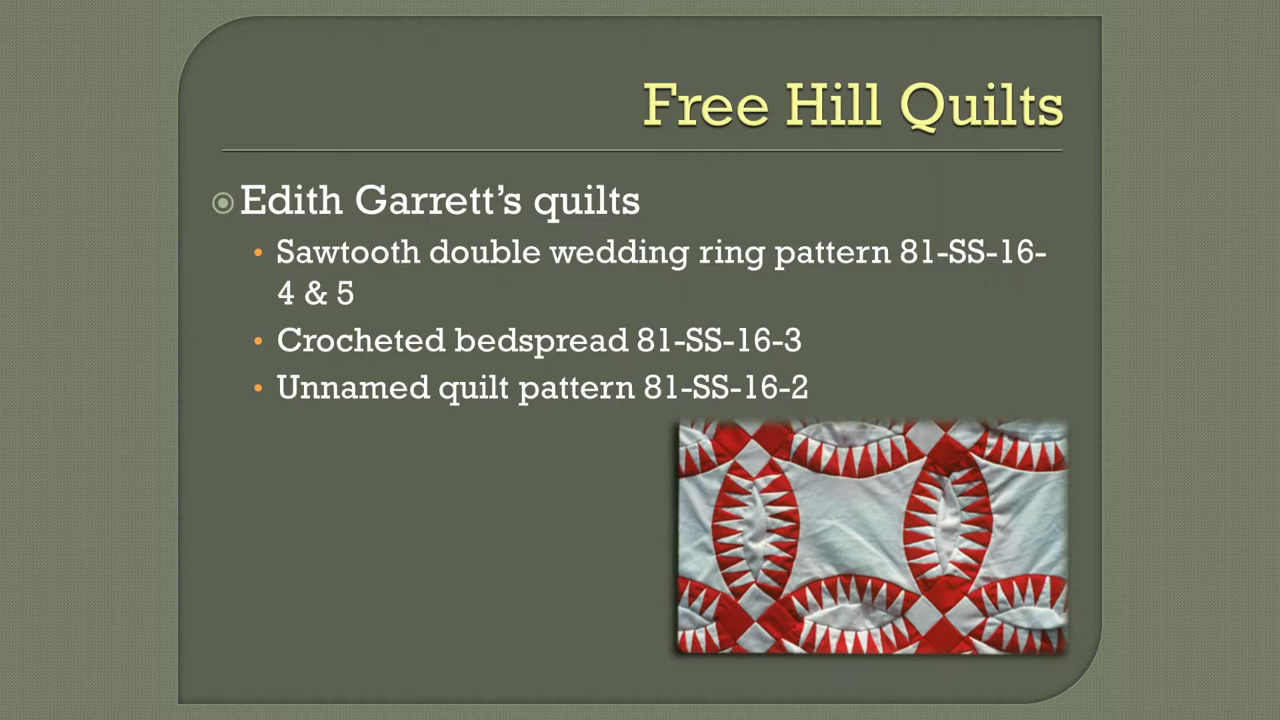 Free Hill Quilts
Edith Garrett’s quilts
Sawtooth double wedding ring pattern 81-SS-16-
4 & 5
Crocheted bedspread 81-SS-16-3
Unnamed quilt pattern 81-SS-16-2